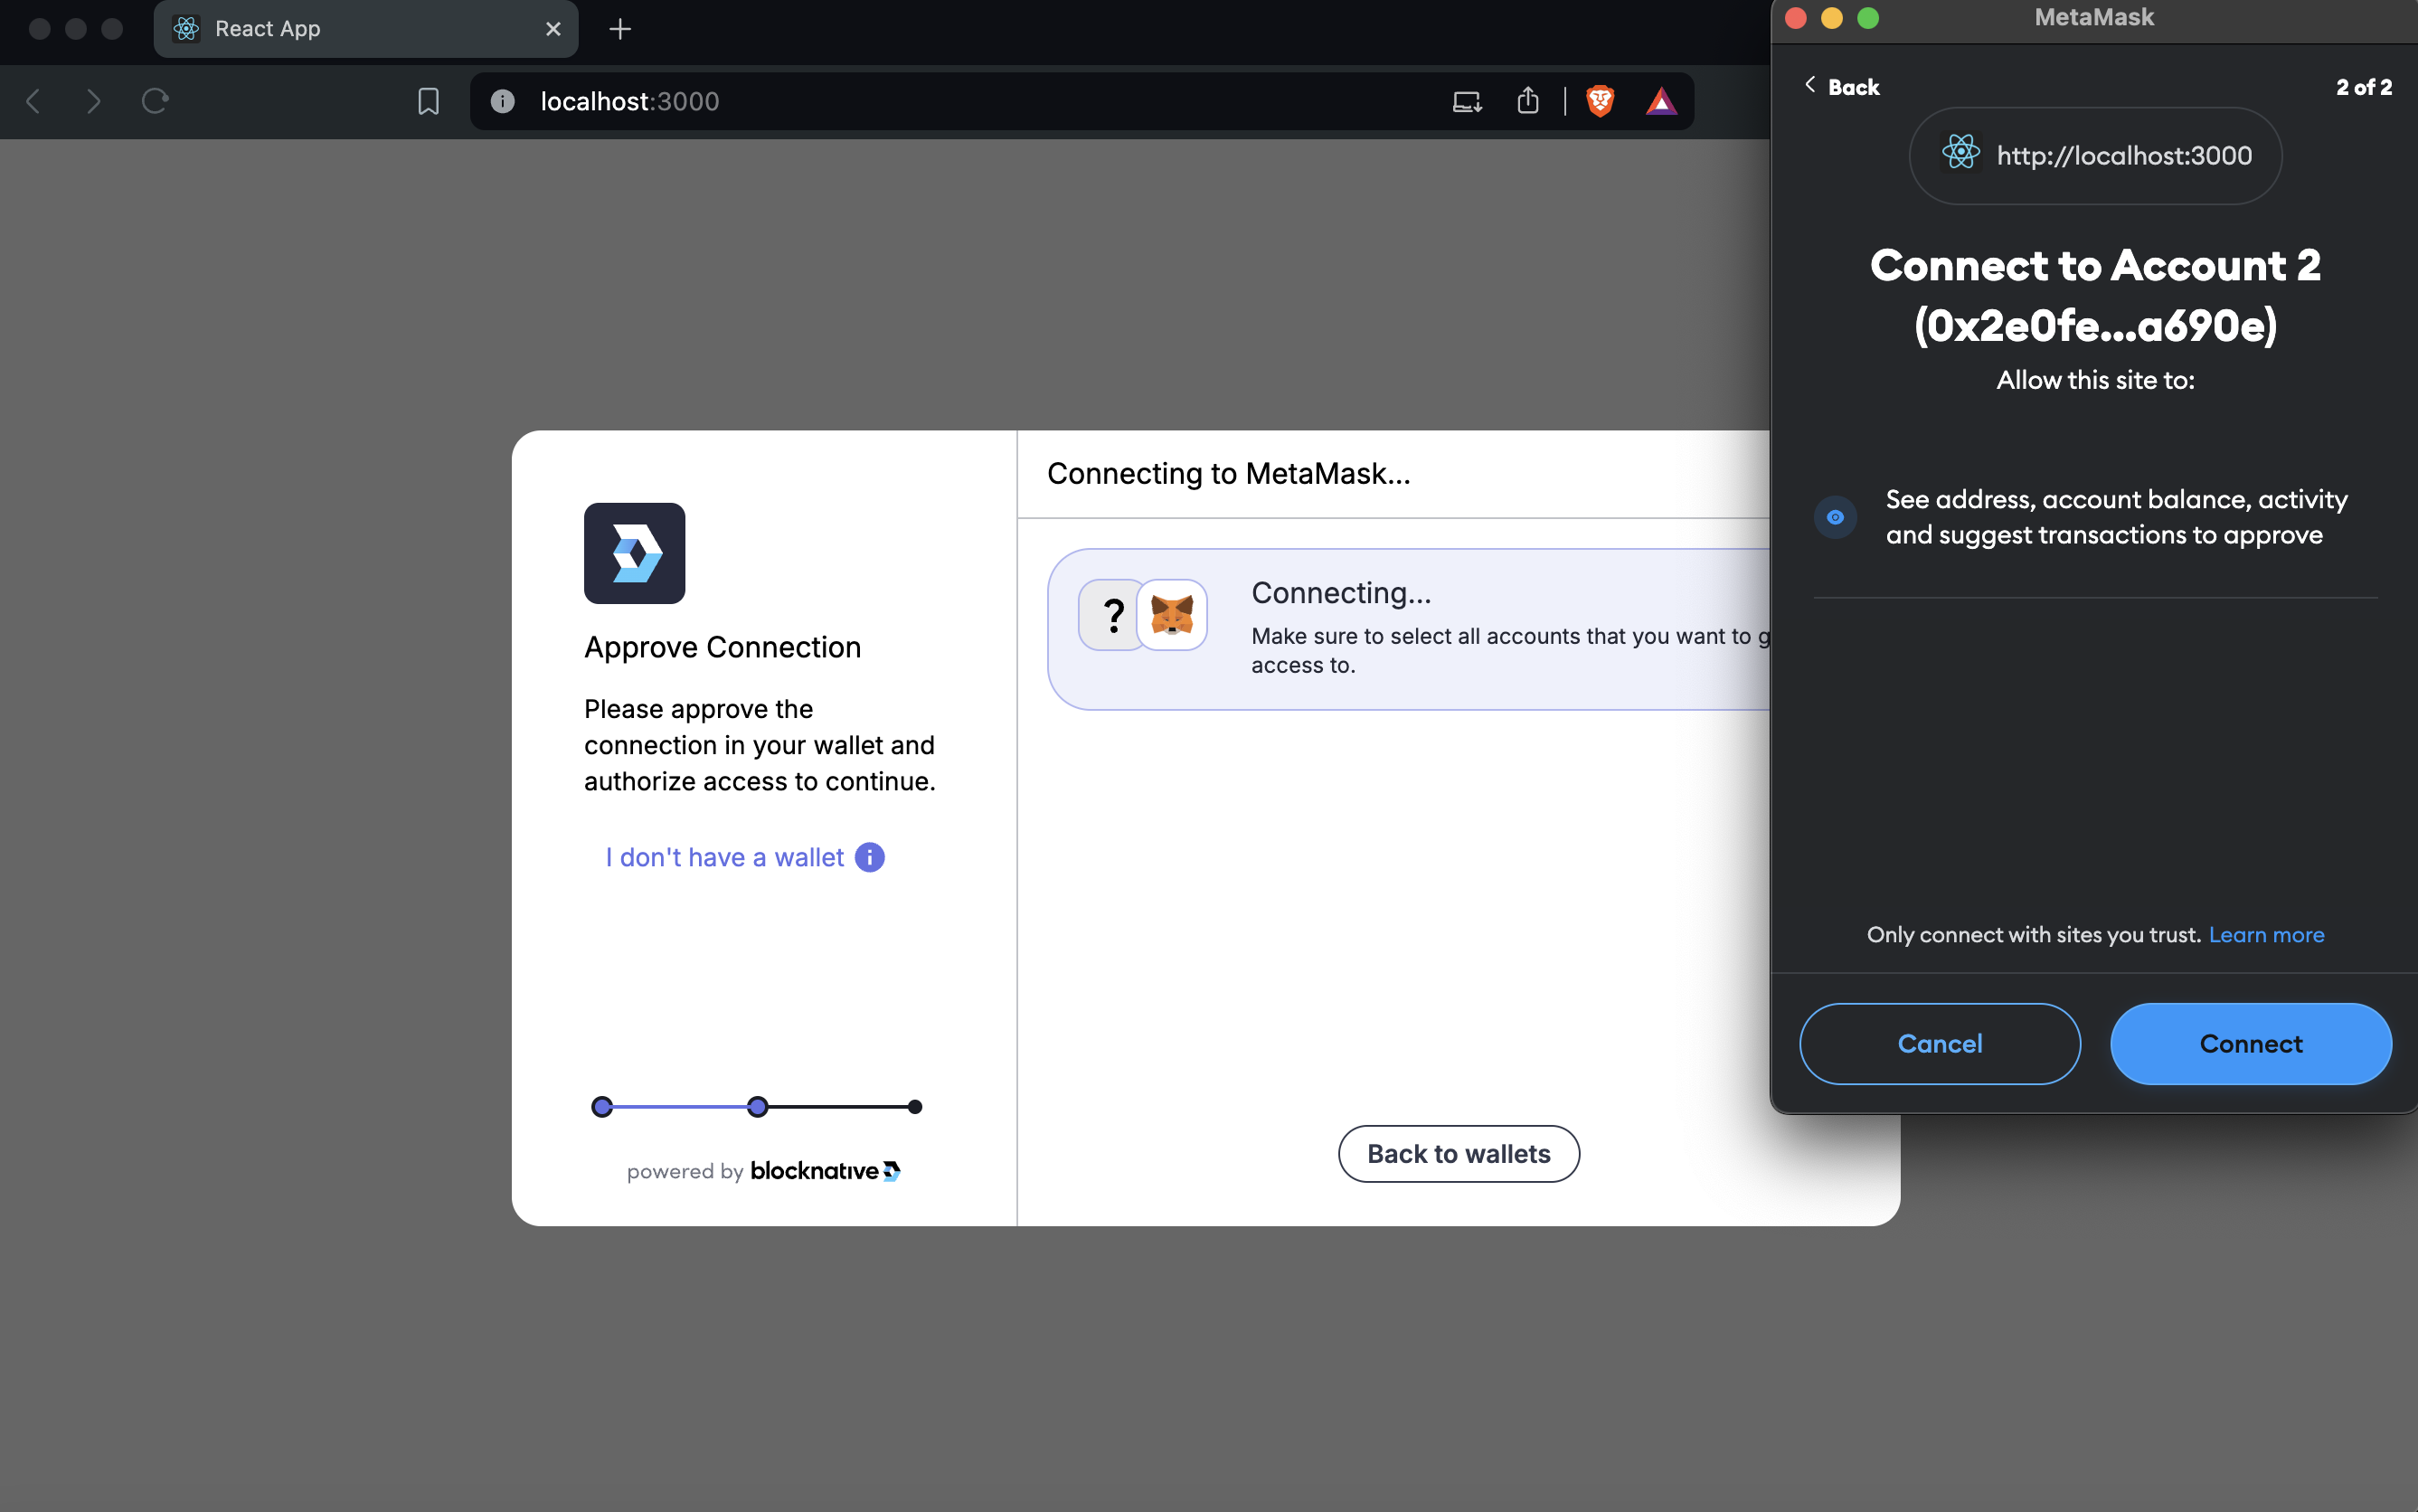 React App
localhost:3000
MetaMask
Back
2 of 2
http://localhost:3000
Connect to Account 2
(0x2e0fe...a690e)
Allow this site to:
See address, account balance, activity
and suggest transactions to approve
Only connect with sites you trust. Learn more
Cancel
Connect
Approve Connection
Please approve the
connection in your wallet and
authorize access to continue.
I don't have a wallet
powered by blocknative
Connecting to MetaMask...
?
Connecting...
Make sure to select all accounts that you want to g
access to.
Back to wallets